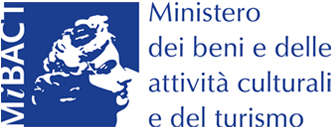 MiBACT
Ministero
dei beni e delle
attività culturali
e del turismo